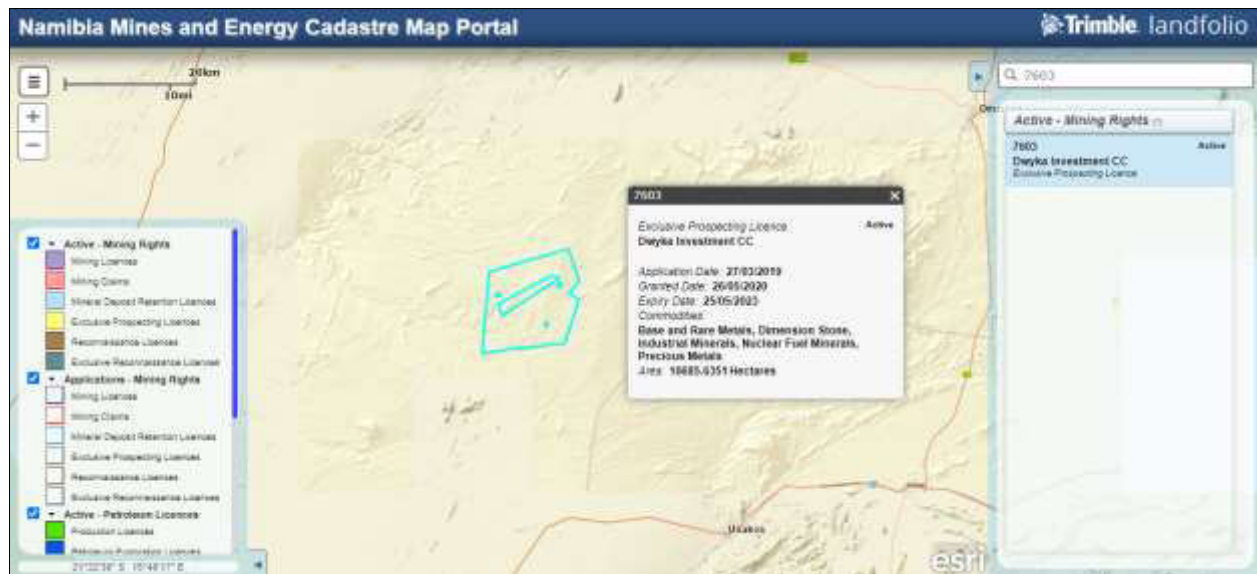 Namibia Mines and Energy Cadastre Map Portal
Trimble. landfolio
20km
10mi
7603
Active - Mining Rights
7603 Active
Dwyka Investment CC
Exclusive Prospecting Licence
7603
Exclusive Prospecting Licence Active
Dwyka Investment CC
Application Date: 27/03/2019
Granted Date: 26/05/2020
Expiry Date: 25/05/2023
Commodities:
Base and Rare Metals, Dimension Stone,
Industrial Minerals, Nuclear Fuel Minerals,
Precious Metals
Area: 10685.6351 Hectares
Active - Mining Rights
Mining Licences
Mining Claims
Mineral Deposit Retention Licences
Exclusive Prospecting Licences
Reconnaissance Licences
Exclusive Reconnaissance Licences
Applications - Mining Rights
Mining Licences
Mining Claims
Mineral Deposit Retention Licences
Exclusive Prospecting Licences
Reconnaissance Licences
Exclusive Reconnaissance Licences
Active - Petroleum Licences
Production Licences
Petroleum Exploration Licences
Usakos
esri